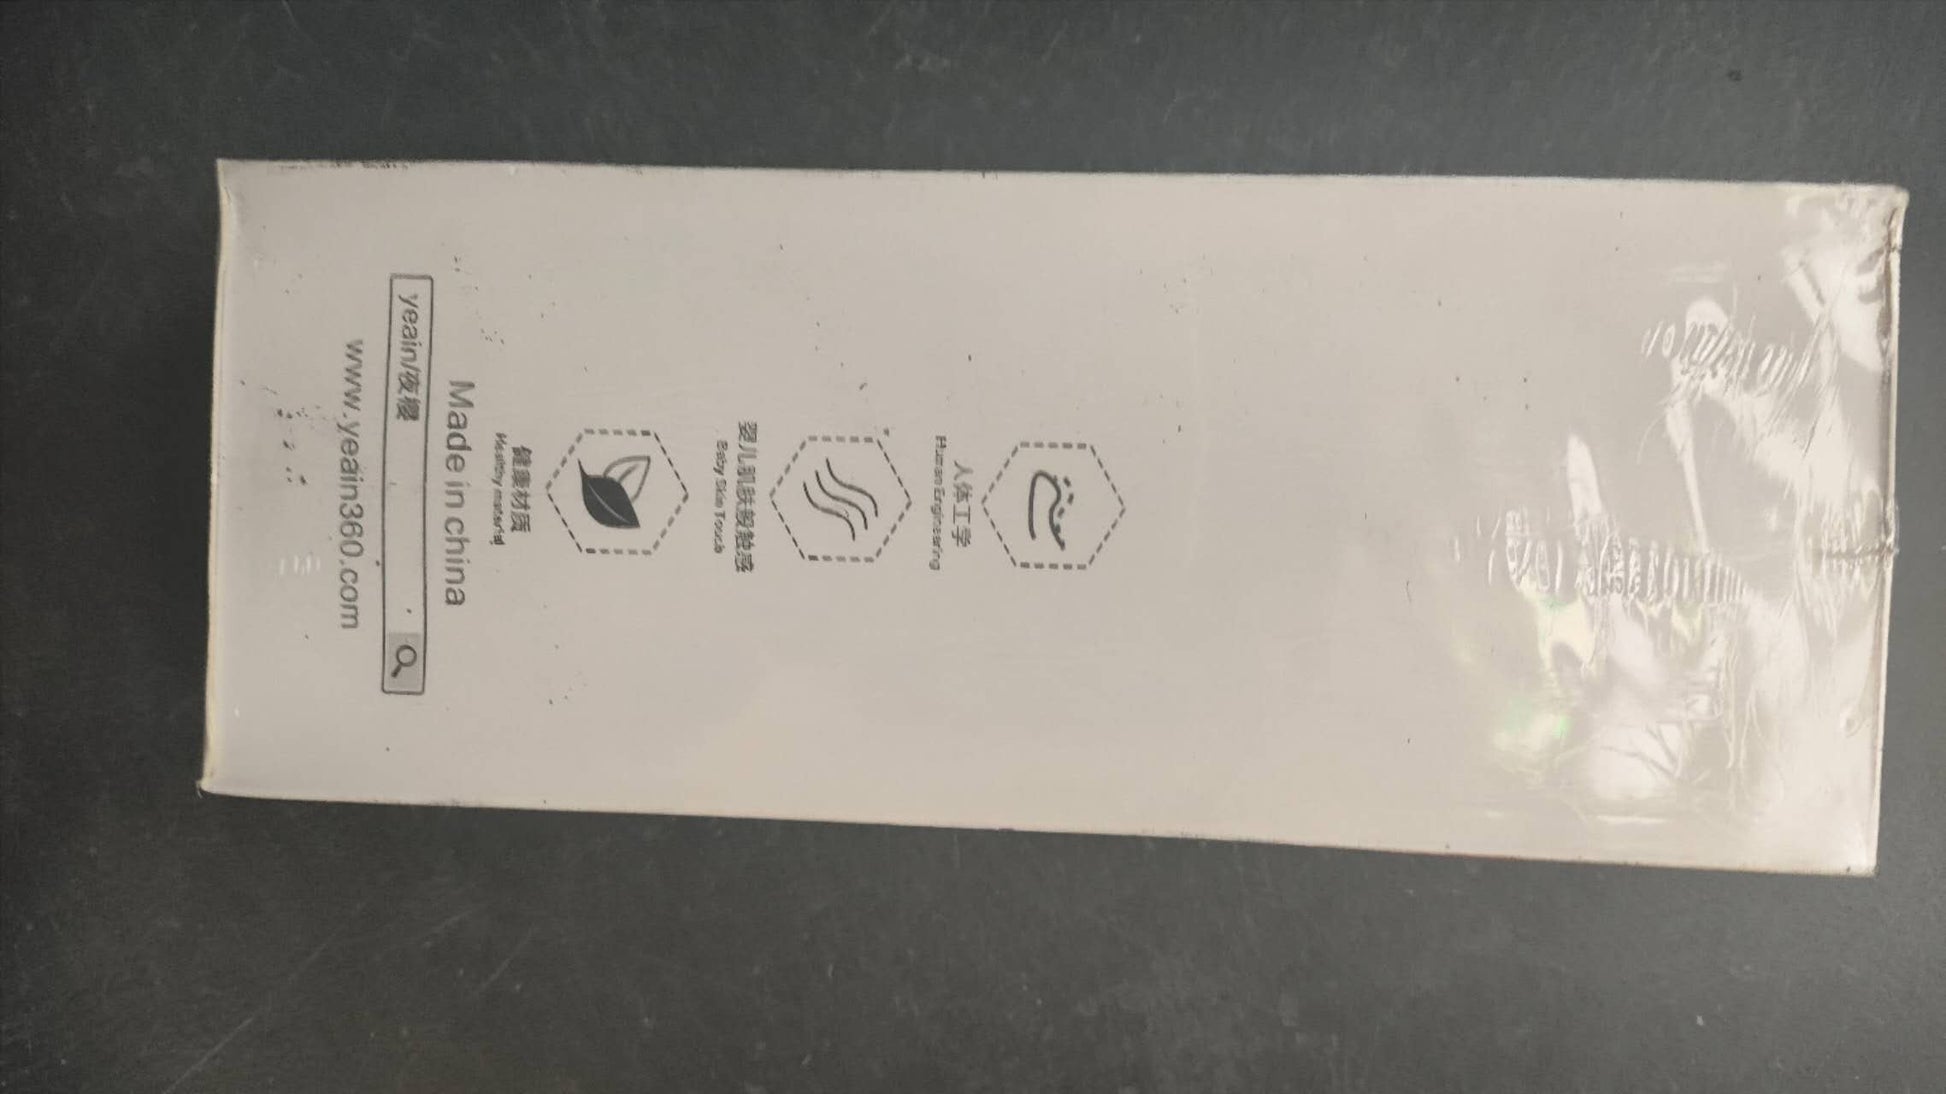 人体工学
Human Engineering
婴儿肌肤般触感
Baby Skin Touch
健康材质
Healthy material
Made in china
yeain/夜樱
www.yeain360.com